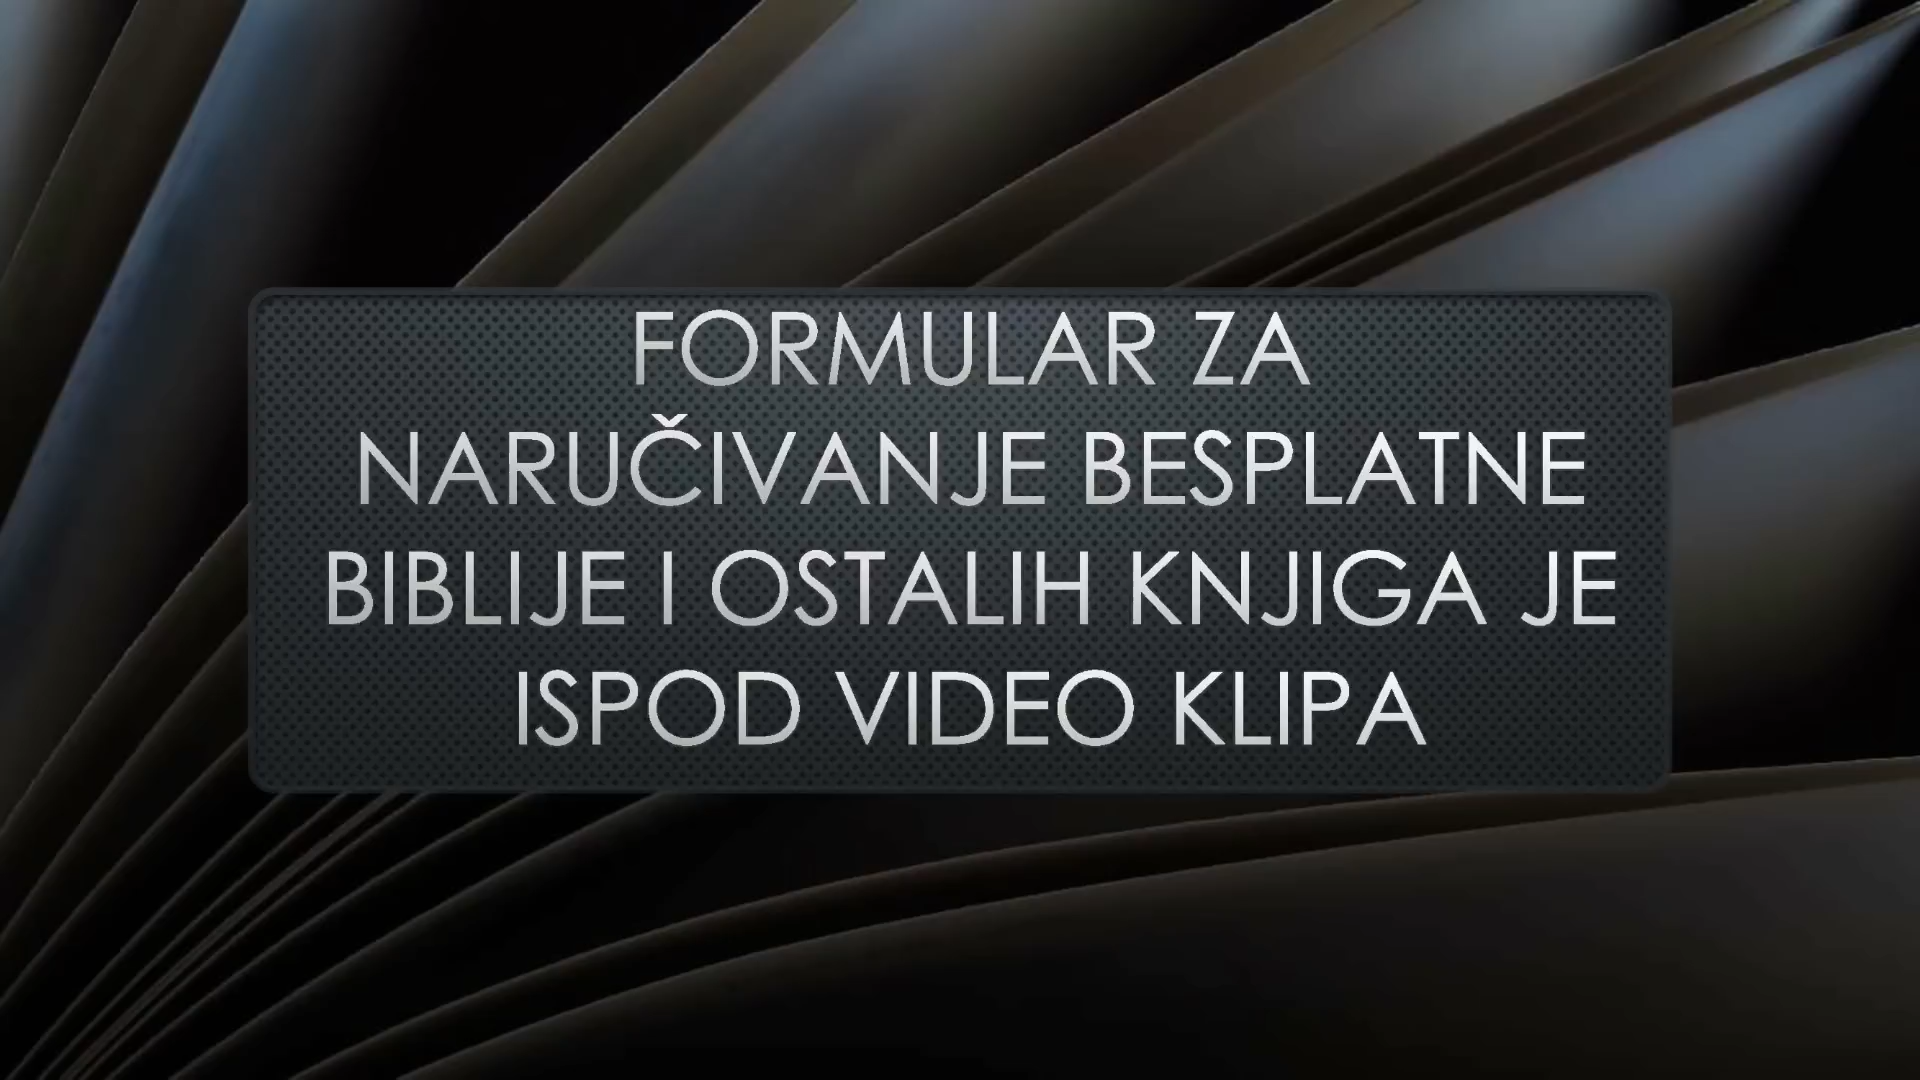 FORMULAR ZA
NARUČIVANJE BESPLATNE
BIBLIJE I OSTALIH KNJIGA JE
ISPOD VIDEO KLIPA